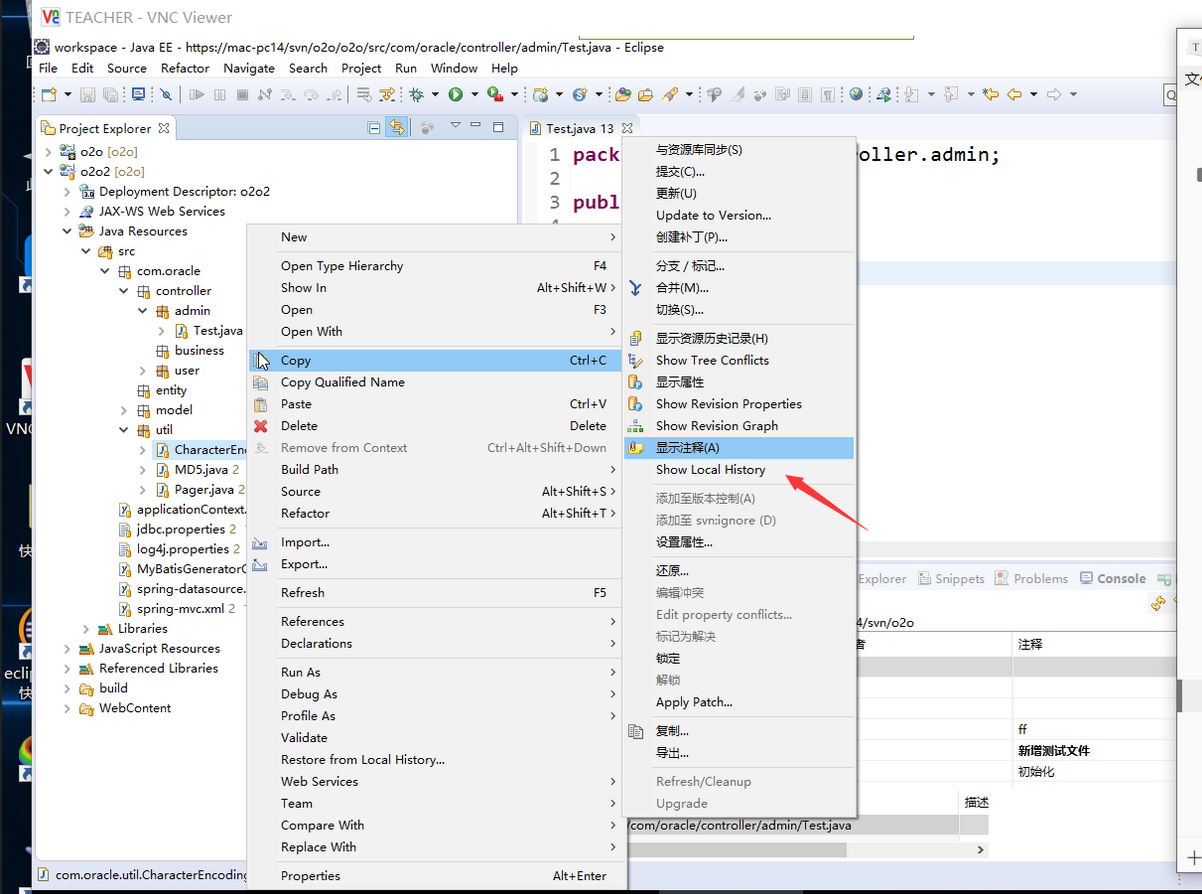 TEACHER - VNC Viewer
workspace - Java EE - https://mac-pc14/svn/o2o/o2o/src/com/oracle/controller/admin/Test.java - Eclipse
File Edit Source Refactor Navigate Search Project Run Window Help
文
Project Explorer
Test.java 13
o2o [o2o]
o2o2 [o2o]
Deployment Descriptor: o2o2
JAX-WS Web Services
Java Resources
src
com.oracle
controller
admin
Test.java
business
user
entity
model
util
CharacterEnc
MD5.java 2
Pager.java 2
applicationContext.
jdbc.properties 2
log4j.properties 2
MyBatisGeneratorC
spring-datasource.
spring-mvc.xml 2
Libraries
JavaScript Resources
Referenced Libraries
build
WebContent
1 pack
roller.admin;
2
3 publ
New
Open Type Hierarchy F4
Show In Alt+Shift+W
Open F3
Open With
Copy Ctrl+C
Copy Qualified Name
Paste Ctrl+V
Delete Delete
Remove from Context Ctrl+Alt+Shift+Down
Build Path
Source Alt+Shift+S
Refactor Alt+Shift+T
Import...
Export...
Refresh F5
References
Declarations
Run As
Debug As
Profile As
Validate
Restore from Local History...
Web Services
Team
Compare With
Replace With
Properties Alt+Enter
与资源库同步(S)
提交(C)...
更新(U)
Update to Version...
创建补丁(P)...
分支 / 标记...
合并(M)...
切换(S)...
显示资源历史记录(H)
Show Tree Conflicts
显示属性
Show Revision Properties
Show Revision Graph
显示注释(A)
Show Local History
添加至版本控制(A)
添加至 svn:ignore (D)
设置属性...
还原...
编辑冲突
Edit property conflicts...
标记为解决
锁定
解锁
Apply Patch...
复制...
导出...
Refresh/Cleanup
Upgrade
Explorer Snippets Problems Console
4/svn/o2o
者 注释
ff
新增测试文件
初始化
描述
/com/oracle/controller/admin/Test.java
com.oracle.util.CharacterEncoding
VNC
快
ecli
快